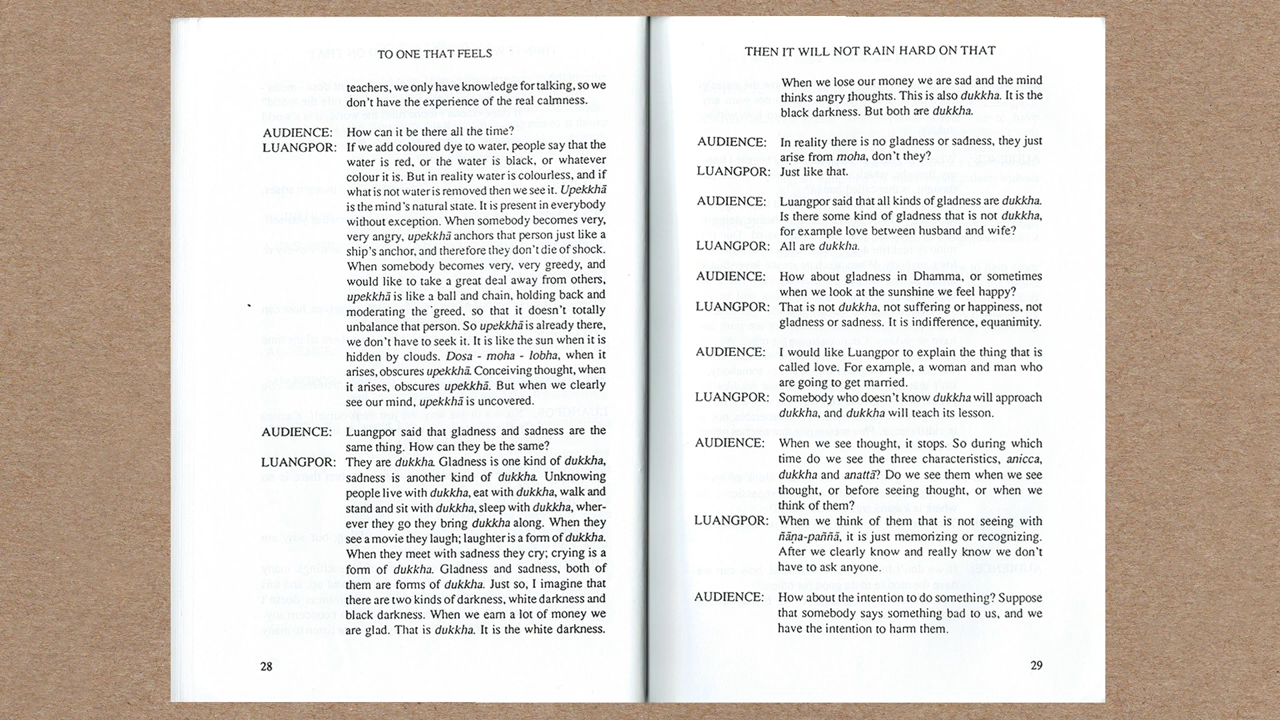 TO ONE THAT FEELS
teachers, we only have knowledge for talking, so we
don't have the experience of the real calmness.
AUDIENCE: How can it be there all the time?
LUANGPOR: If we add coloured dye to water, people say that the
water is red, or the water is black, or whatever
colour it is. But in reality water is colourless, and if
what is not water is removed then we see it. Upekkhā
is the mind's natural state. It is present in everybody
without exception. When somebody becomes very,
very angry, upekkhā anchors that person just like a
ship's anchor, and therefore they don't die of shock.
When somebody becomes very, very greedy, and
would like to take a great deal away from others,
upekkhā is like a ball and chain, holding back and
moderating the greed, so that it doesn't totally
unbalance that person. So upekkhā is already there,
we don't have to seek it. It is like the sun when it is
hidden by clouds. Dosa - moha - lobha, when it
arises, obscures upekkhā. Conceiving thought, when
it arises, obscures upekkhā. But when we clearly
see our mind, upekkhā is uncovered.
AUDIENCE: Luangpor said that gladness and sadness are the
same thing. How can they be the same?
LUANGPOR: They are dukkha. Gladness is one kind of dukkha,
sadness is another kind of dukkha. Unknowing
people live with dukkha, eat with dukkha, walk and
stand and sit with dukkha, sleep with dukkha, wher-
ever they go they bring dukkha along. When they
see a movie they laugh; laughter is a form of dukkha.
When they meet with sadness they cry; crying is a
form of dukkha. Gladness and sadness, both of
them are forms of dukkha. Just so, I imagine that
there are two kinds of darkness, white darkness and
black darkness. When we earn a lot of money we
are glad. That is dukkha. It is the white darkness.
28
THEN IT WILL NOT RAIN HARD ON THAT
When we lose our money we are sad and the mind
thinks angry thoughts. This is also dukkha. It is the
black darkness. But both are dukkha.
AUDIENCE: In reality there is no gladness or sadness, they just
arise from moha, don't they?
LUANGPOR: Just like that.
AUDIENCE: Luangpor said that all kinds of gladness are dukkha.
Is there some kind of gladness that is not dukkha,
for example love between husband and wife?
LUANGPOR: All are dukkha.
AUDIENCE: How about gladness in Dhamma, or sometimes
when we look at the sunshine we feel happy?
LUANGPOR: That is not dukkha, not suffering or happiness, not
gladness or sadness. It is indifference, equanimity.
AUDIENCE: I would like Luangpor to explain the thing that is
called love. For example, a woman and man who
are going to get married.
LUANGPOR: Somebody who doesn't know dukkha will approach
dukkha, and dukkha will teach its lesson.
AUDIENCE: When we see thought, it stops. So during which
time do we see the three characteristics, anicca,
dukkha and anattā? Do we see them when we see
thought, or before seeing thought, or when we
think of them?
LUANGPOR: When we think of them that is not seeing with
ñāṇa-paññā, it is just memorizing or recognizing.
After we clearly know and really know we don't
have to ask anyone.
AUDIENCE: How about the intention to do something? Suppose
that somebody says something bad to us, and we
have the intention to harm them.
29